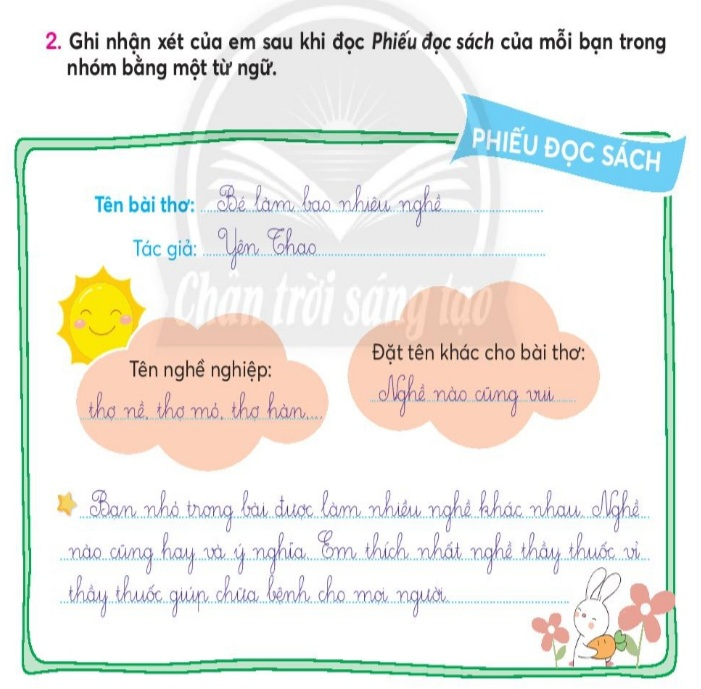 2. Ghi nhận xét của em sau khi đọc Phiếu đọc sách của mỗi bạn trong
nhóm bằng một từ ngữ.
PHIẾU ĐỌC SÁCH
Tên bài thơ: Bé làm bao nhiêu nghề
Tác giả: Yên Thao
Chân trời sáng tạo
Tên nghề nghiệp:
thợ nề, thợ mỏ, thợ hàn,...
Đặt tên khác cho bài thơ:
Nghề nào cũng vui
Bạn nhỏ trong bài được làm nhiều nghề khác nhau. Nghề
nào cũng hay và ý nghĩa. Em thích nhất nghề thầy thuốc vì
thầy thuốc giúp chữa bệnh cho mọi người.